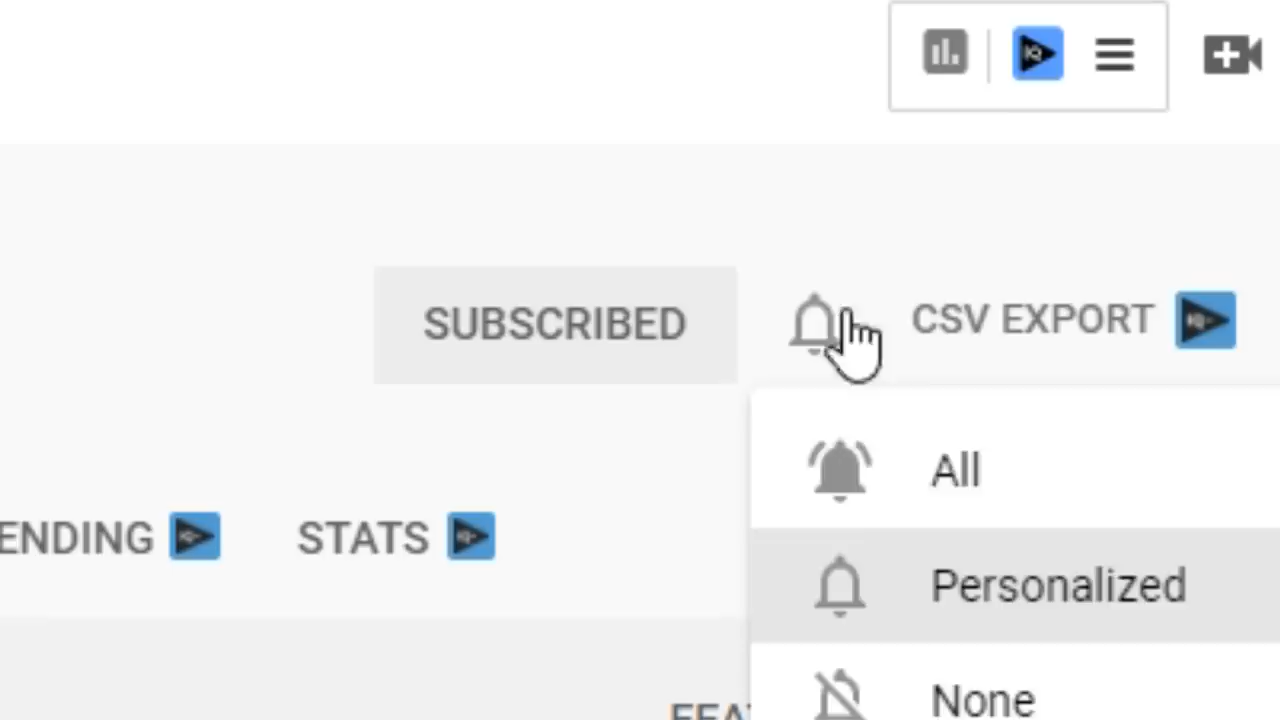 SUBSCRIBED
CSV EXPORT
All
ENDING
STATS
Personalized
None